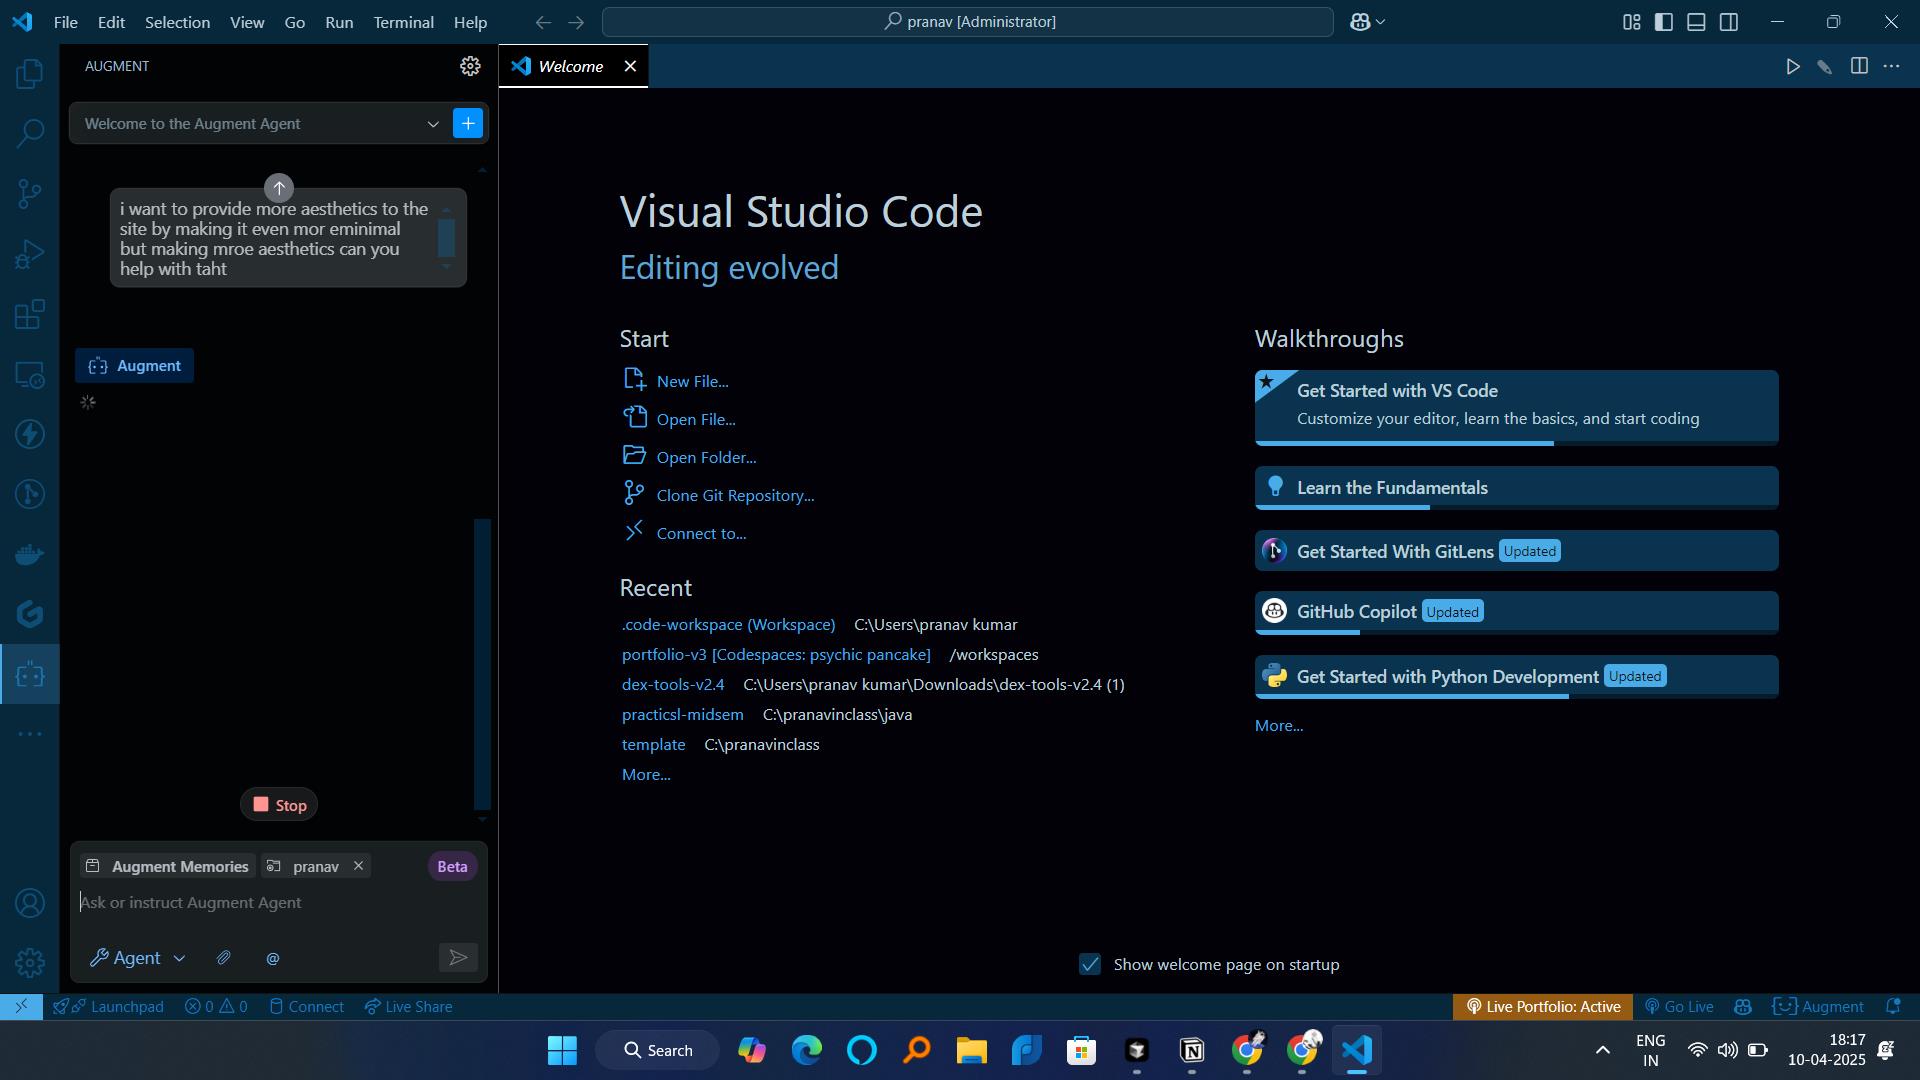 File Edit Selection View Go Run Terminal Help
pranav [Administrator]
AUGMENT
Welcome to the Augment Agent
i want to provide more aesthetics to the
site by making it even mor eminimal
but making mroe aesthetics can you
help with taht
Augment
Stop
Augment Memories pranav Beta
Ask or instruct Augment Agent
Agent @
Welcome
Visual Studio Code
Editing evolved
Start
New File...
Open File...
Open Folder...
Clone Git Repository...
Connect to...
Recent
.code-workspace (Workspace) C:\Users\pranav kumar
portfolio-v3 [Codespaces: psychic pancake] /workspaces
dex-tools-v2.4 C:\Users\pranav kumar\Downloads\dex-tools-v2.4 (1)
practicsl-midsem C:\pranavinclass\java
template C:\pranavinclass
More...
Walkthroughs
Get Started with VS Code
Customize your editor, learn the basics, and start coding
Learn the Fundamentals
Get Started With GitLens Updated
GitHub Copilot Updated
Get Started with Python Development Updated
More...
Show welcome page on startup
Launchpad 0 0 Connect Live Share
Live Portfolio: Active Go Live Augment
Search
ENG
IN
18:17
10-04-2025